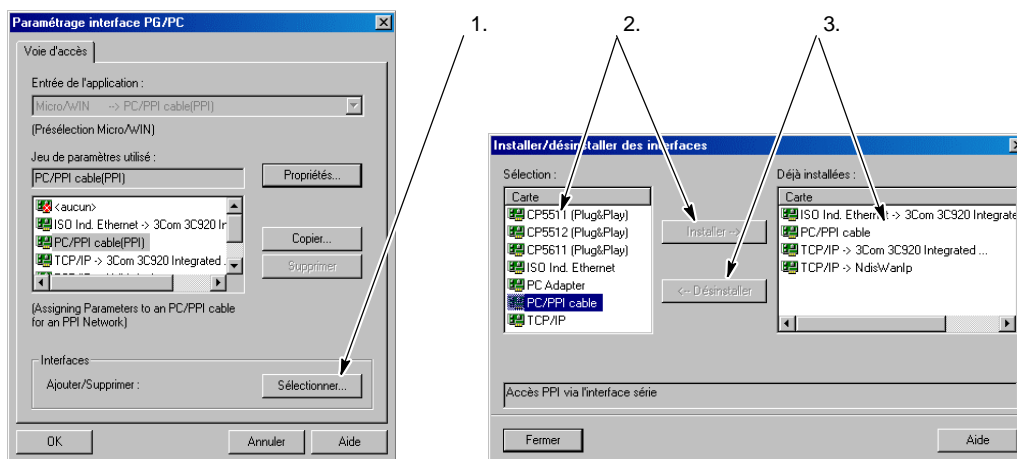 Paramétrage interface PG/PC
1.
2.
3.
Voie d'accès
Entrée de l'application :
Micro/WIN --> PC/PPI cable(PPI)
(Présélection Micro/WIN)
Jeu de paramètres utilisé :
PC/PPI cable(PPI)
Propriétés...
<aucun>
ISO Ind. Ethernet -> 3Com 3C920 Ir
PC/PPI cable(PPI)
TCP/IP -> 3Com 3C920 Integrated
Copier...
Supprimer
(Assigning Parameters to an PC/PPI cable
for an PPI Network)
Interfaces
Ajouter/Supprimer :
Sélectionner...
OK
Annuler
Aide
Installer/désinstaller des interfaces
Sélection :
Carte
CP5511 (Plug&Play)
CP5512 (Plug&Play)
CP5611 (Plug&Play)
ISO Ind. Ethernet
PC Adapter
PC/PPI cable
TCP/IP
Installer -->
<-- Désinstaller
Déjà installées :
Carte
ISO Ind. Ethernet -> 3Com 3C920 Integrate
PC/PPI cable
TCP/IP -> 3Com 3C920 Integrated ...
TCP/IP -> NdisWanIp
Accès PPI via l'interface série
Fermer
Aide